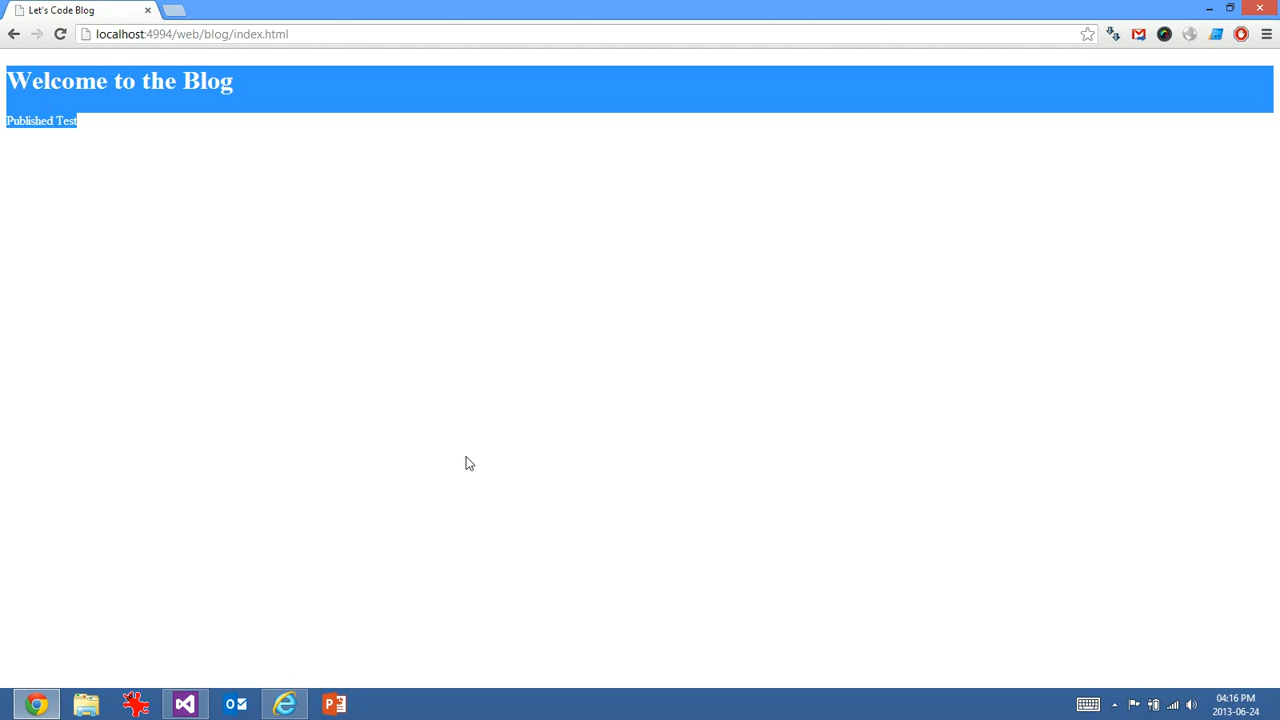 Let's Code Blog
localhost:4994/web/blog/index.html
Welcome to the Blog
Published Test
04:16 PM
2013-06-24